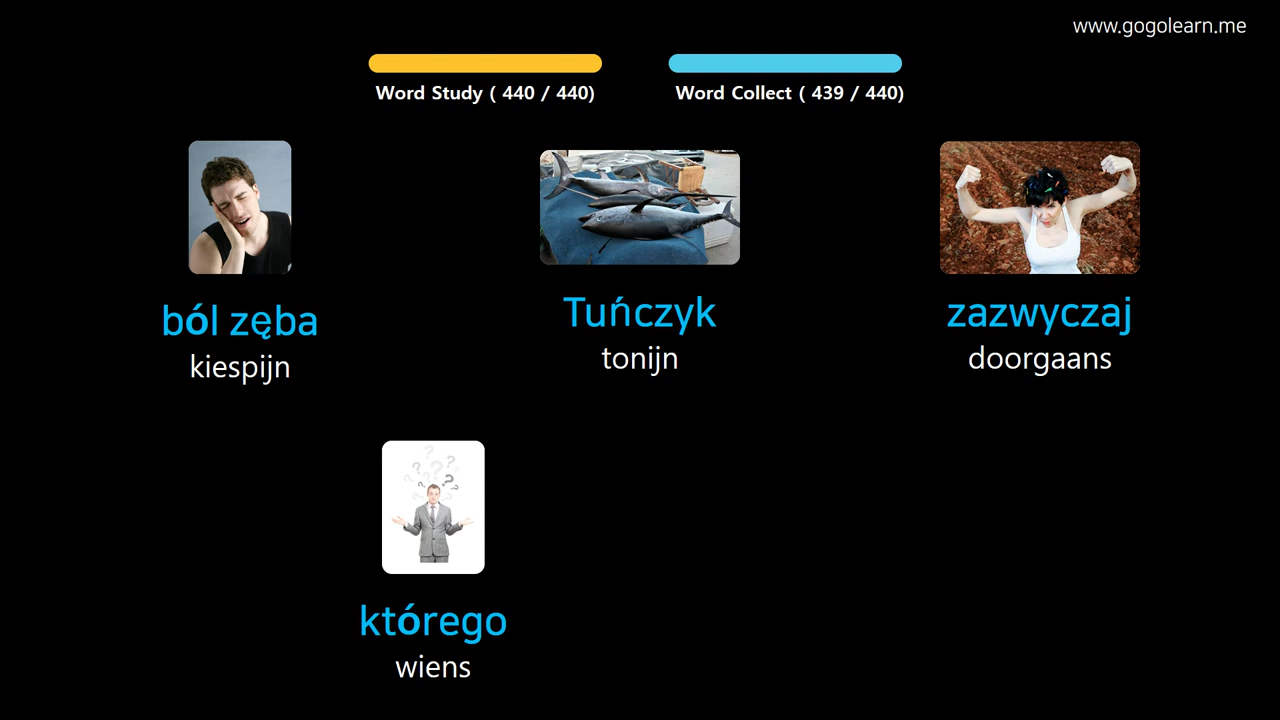 www.gogolearn.me
Word Study ( 440 / 440)
Word Collect ( 439 / 440)
ból zęba
kiespijn
Tuńczyk
tonijn
zazwyczaj
doorgaans
którego
wiens